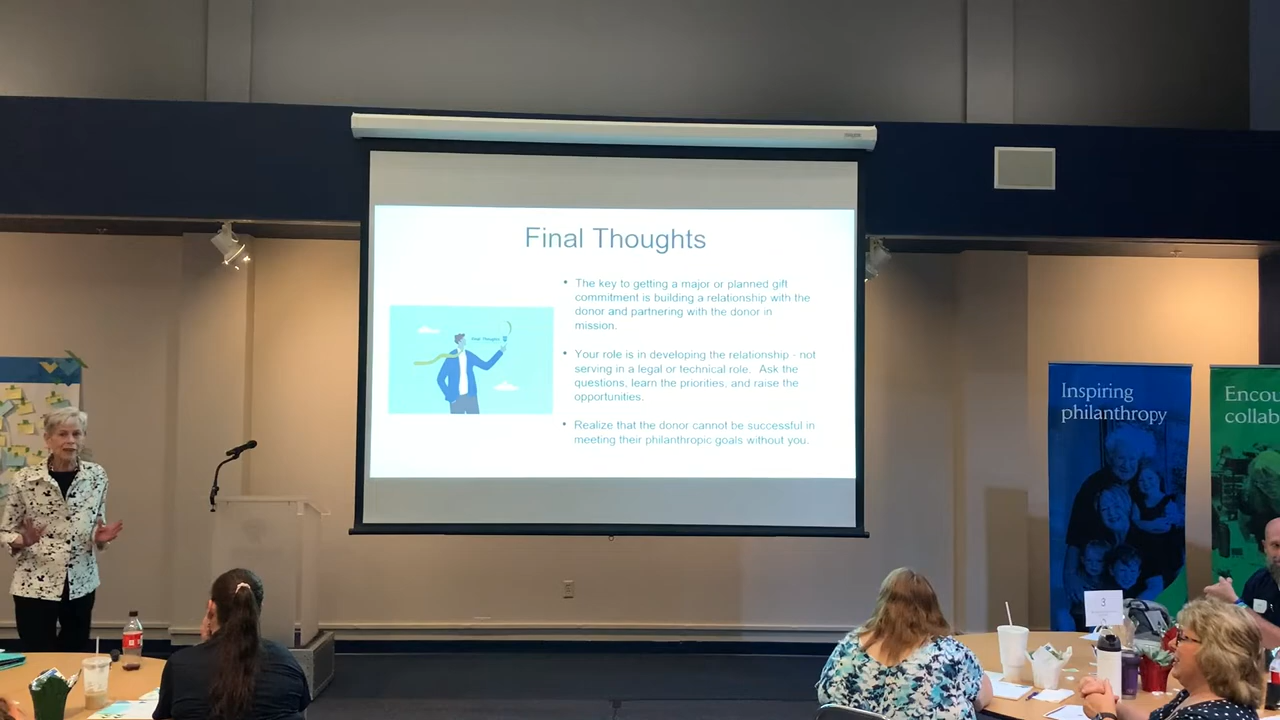 Final Thoughts
• The key to getting a major or planned gift
commitment is building a relationship with the
donor and partnering with the donor in
mission.
Final Thoughts
• Your role is in developing the relationship - not
serving in a legal or technical role. Ask the
questions, learn the priorities, and raise the
opportunities.
• Realize that the donor cannot be successful in
meeting their philanthropic goals without you.
Inspiring
philanthropy
Encou
collab
3